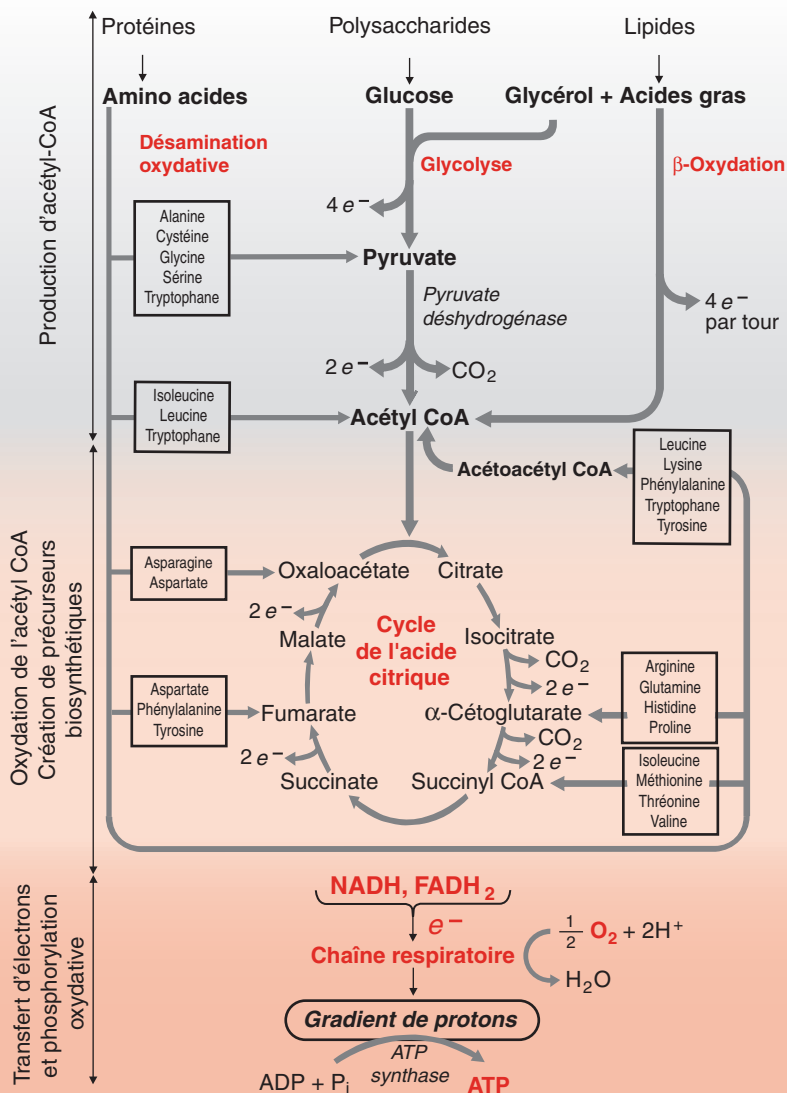 Protéines
Polysaccharides
Lipides
Amino acides
Glucose
Glycérol + Acides gras
Désamination
oxydative
Glycolyse
β-Oxydation
Production d'acétyl-CoA
4 e–
Alanine
Cystéine
Glycine
Sérine
Tryptophane
Pyruvate
Pyruvate
déshydrogénase
4 e–
par tour
2 e–
CO2
Isoleucine
Leucine
Tryptophane
Acétyl CoA
Acétoacétyl CoA
Leucine
Lysine
Phénylalanine
Tryptophane
Tyrosine
Oxydation de l'acétyl CoA
Création de précurseurs
biosynthétiques
Asparagine
Aspartate
Oxaloacétate
Citrate
2 e–
Malate
Cycle
de l'acide
citrique
Isocitrate
CO2
2 e–
Arginine
Glutamine
Histidine
Proline
Aspartate
Phénylalanine
Tyrosine
Fumarate
α-Cétoglutarate
CO2
2 e–
2 e–
Succinate
Succinyl CoA
Isoleucine
Méthionine
Thréonine
Valine
Transfert d'électrons
et phosphorylation
oxydative
NADH, FADH2
e–
Chaîne respiratoire
1/2 O2 + 2H+
H2O
Gradient de protons
ATP
synthase
ADP + Pi
ATP